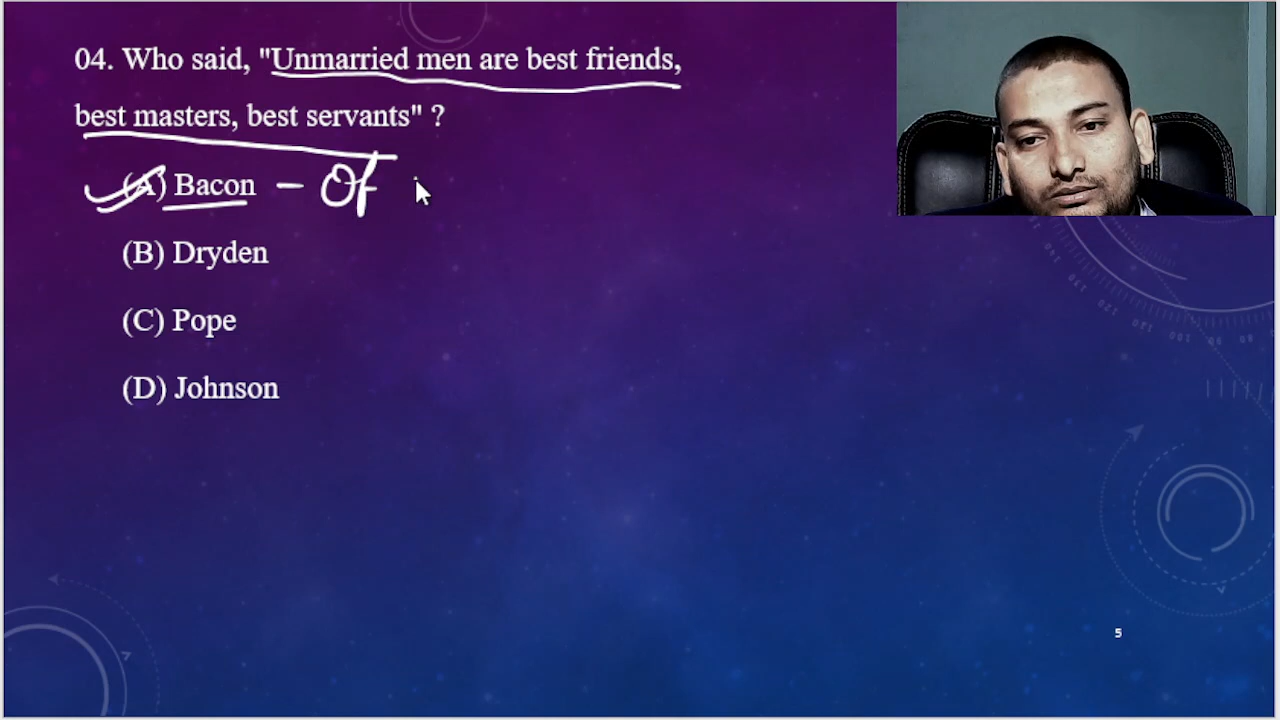 04. Who said, "Unmarried men are best friends,
best masters, best servants" ?
(A) Bacon - Of
(B) Dryden
(C) Pope
(D) Johnson
5